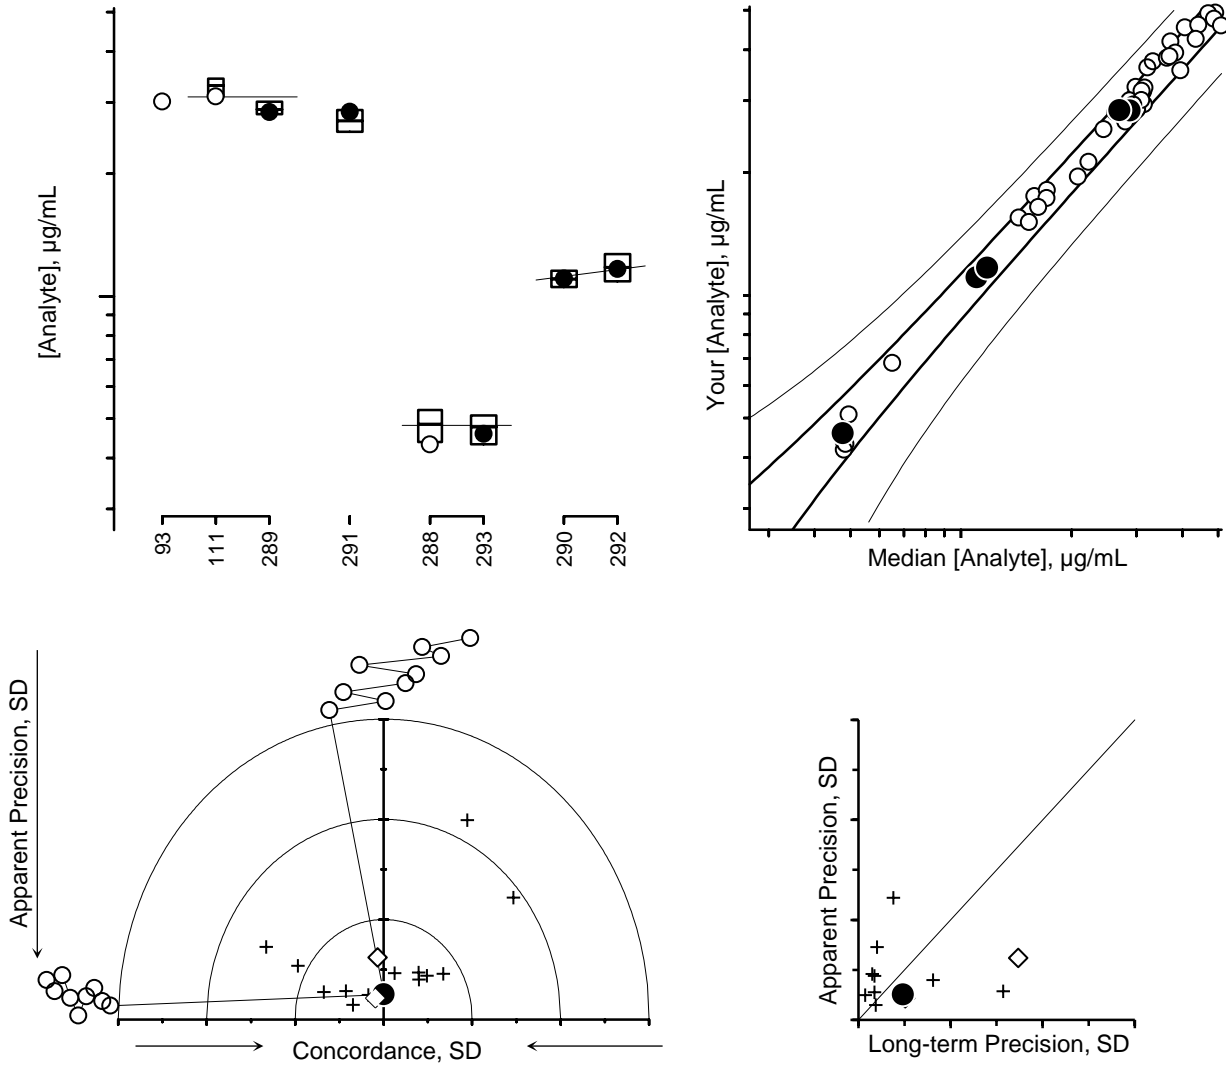 [Analyte], µg/mL
93
111
289
291
288
293
290
292
Your [Analyte], µg/mL
Median [Analyte], µg/mL
Apparent Precision, SD
Concordance, SD
Apparent Precision, SD
Long-term Precision, SD